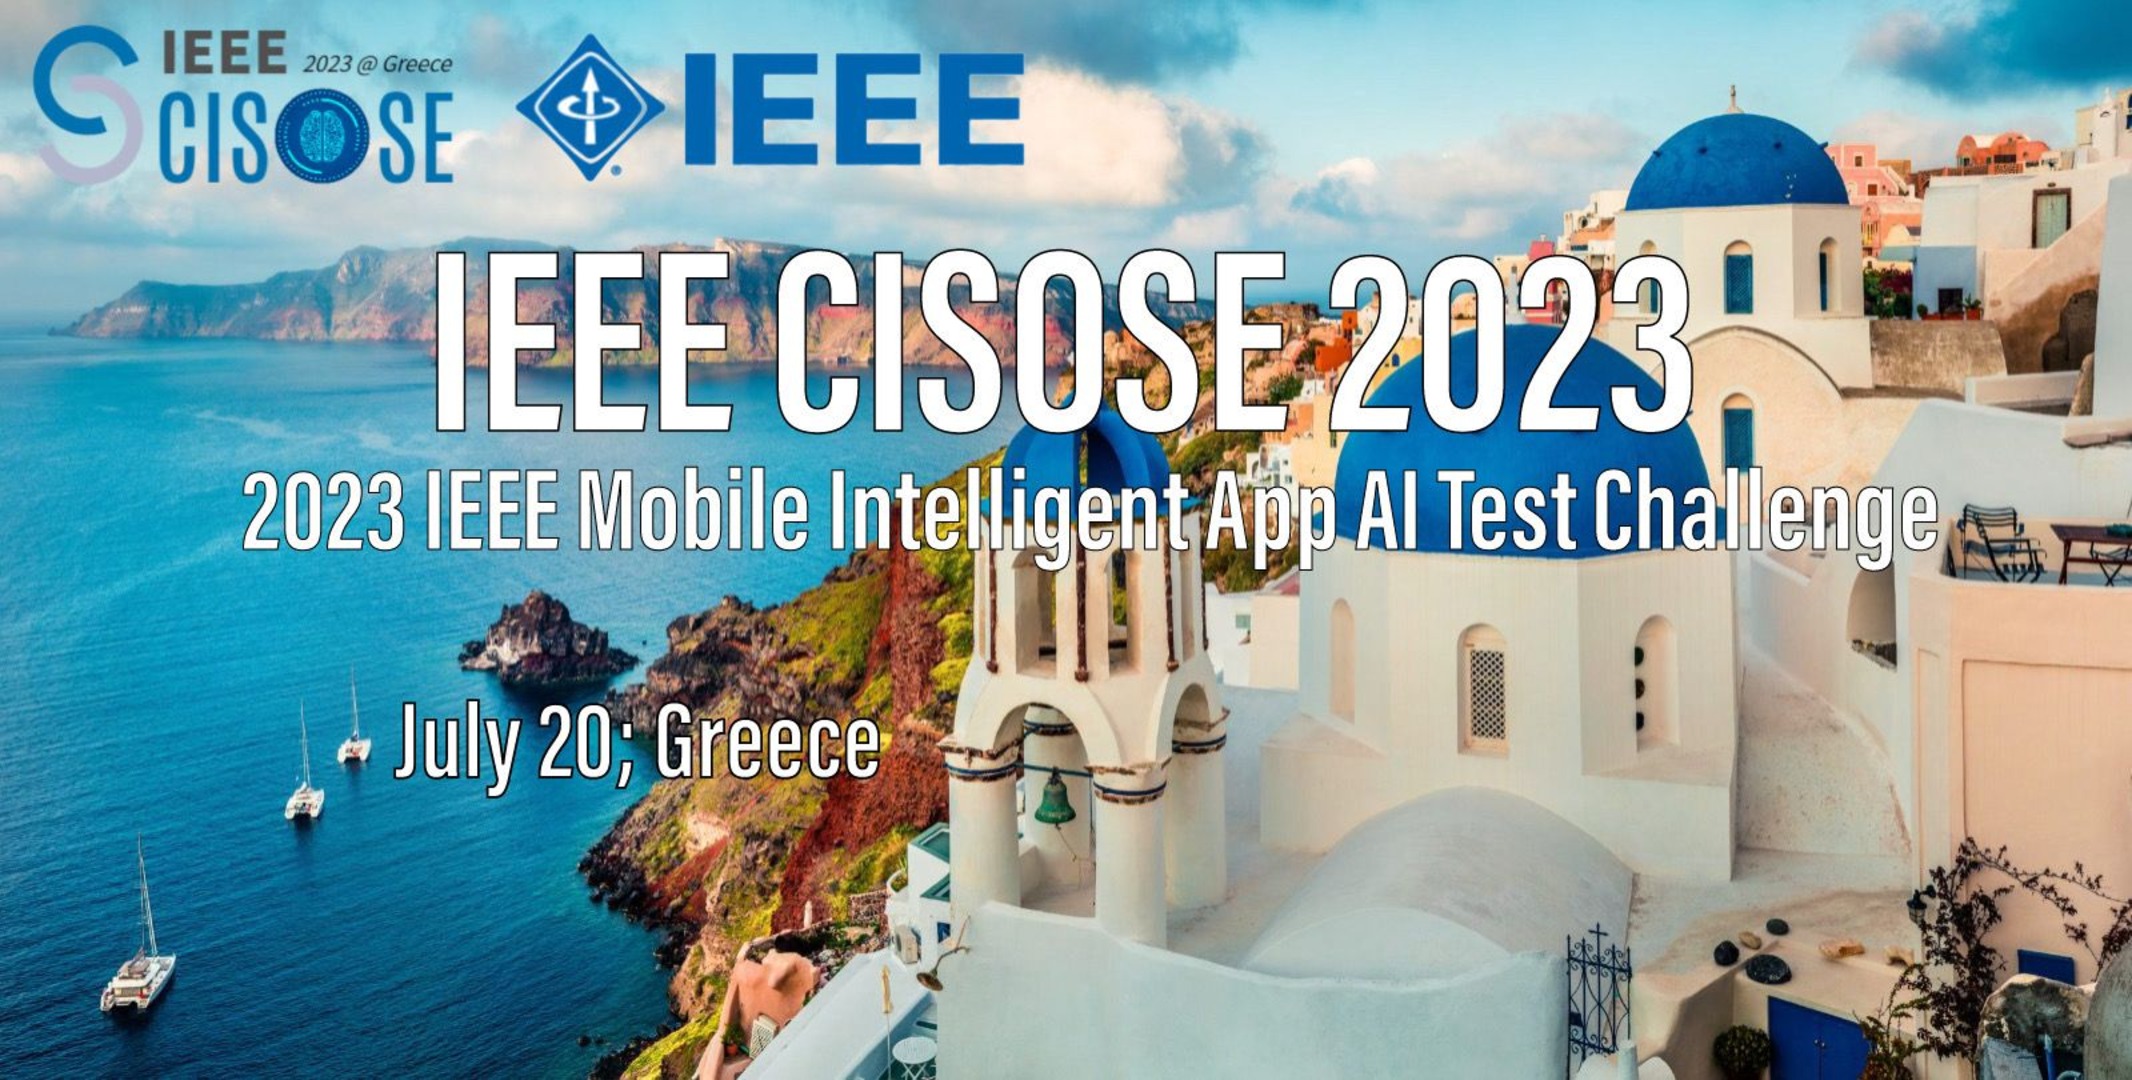 IEEE 2023 @ Greece
CISOSE
IEEE
IEEE CISOSE 2023
2023 IEEE Mobile Intelligent App AI Test Challenge
July 20; Greece